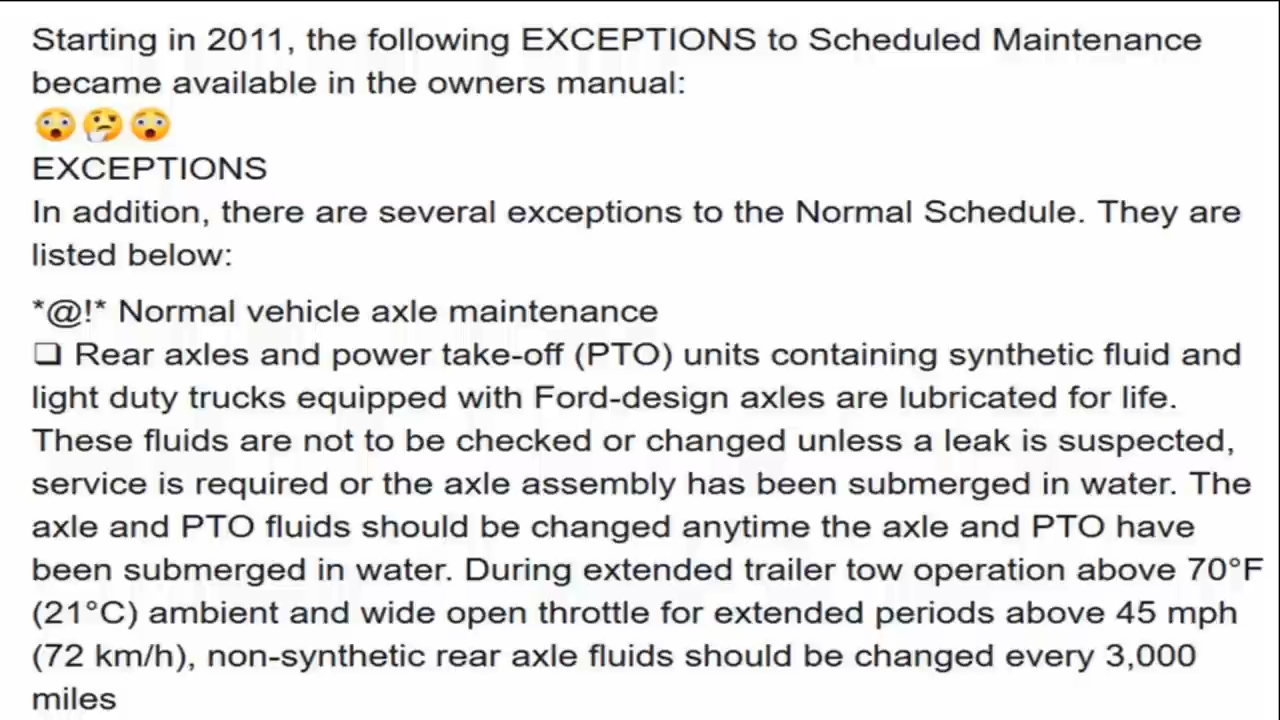 Starting in 2011, the following EXCEPTIONS to Scheduled Maintenance
became available in the owners manual:
😲🤔😲
EXCEPTIONS
In addition, there are several exceptions to the Normal Schedule. They are
listed below:
*@!* Normal vehicle axle maintenance
❑ Rear axles and power take-off (PTO) units containing synthetic fluid and
light duty trucks equipped with Ford-design axles are lubricated for life.
These fluids are not to be checked or changed unless a leak is suspected,
service is required or the axle assembly has been submerged in water. The
axle and PTO fluids should be changed anytime the axle and PTO have
been submerged in water. During extended trailer tow operation above 70°F
(21°C) ambient and wide open throttle for extended periods above 45 mph
(72 km/h), non-synthetic rear axle fluids should be changed every 3,000
miles